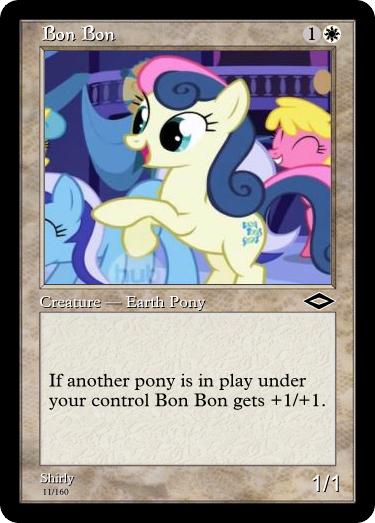 Bon Bon 1
hub
Creature — Earth Pony
If another pony is in play under
your control Bon Bon gets +1/+1.
Shirly
11/160
1/1